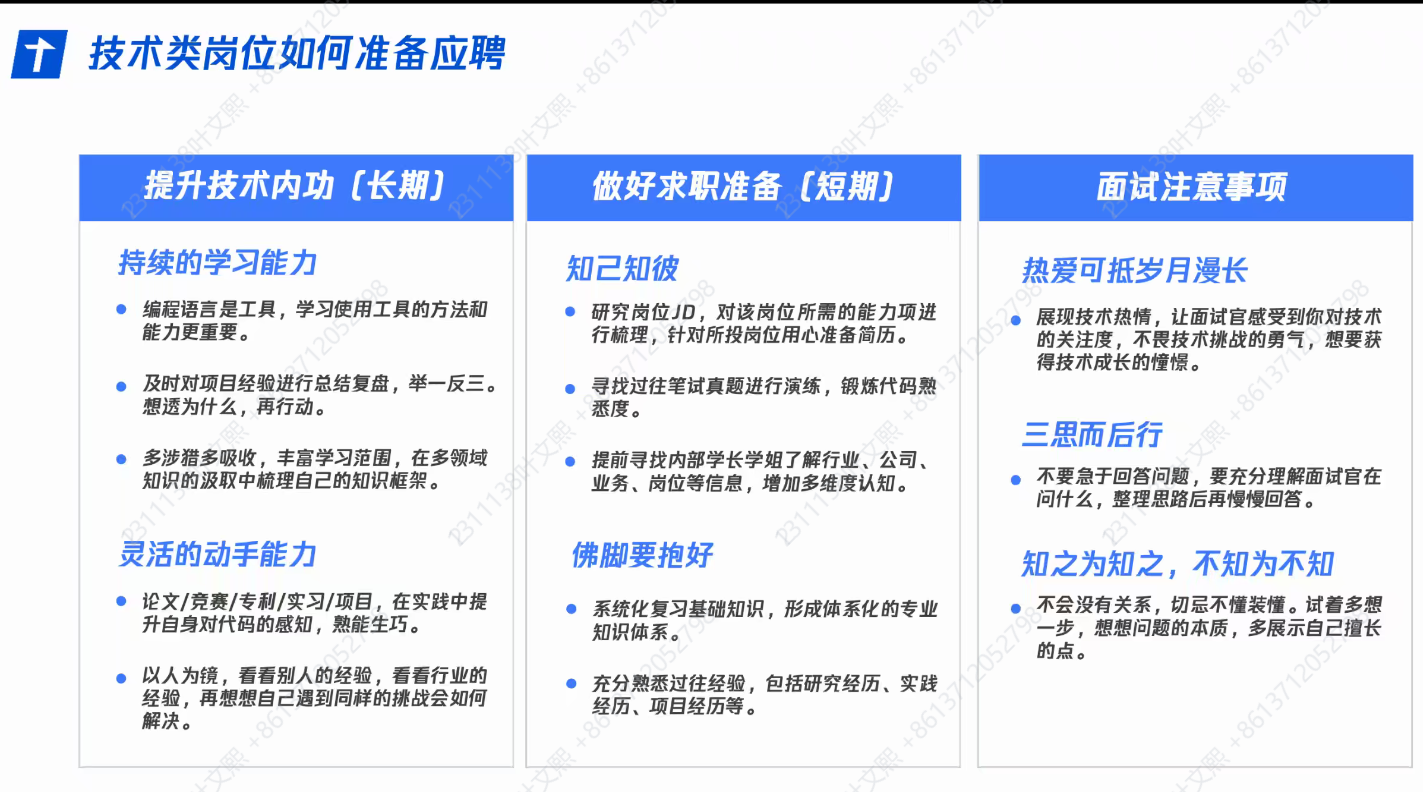 技术类岗位如何准备应聘
提升技术内功（长期）
持续的学习能力
编程语言是工具，学习使用工具的方法和
能力更重要。
及时对项目经验进行总结复盘，举一反三。
想透为什么，再行动。
多涉猎多吸收，丰富学习范围，在多领域
知识的汲取中梳理自己的知识框架。
灵活的动手能力
论文/竞赛/专利/实习/项目，在实践中提
升自身对代码的感知，熟能生巧。
以人为镜，看看别人的经验，看看行业的
经验，再想想自己遇到同样的挑战会如何
解决。
做好求职准备（短期）
知己知彼
研究岗位JD，对该岗位所需的能力项进
行梳理，针对所投岗位用心准备简历。
寻找过往笔试真题进行演练，锻炼代码熟
悉度。
提前寻找内部学长学姐了解行业、公司、
业务、岗位等信息，增加多维度认知。
佛脚要抱好
系统化复习基础知识，形成体系化的专业
知识体系。
充分熟悉过往经验，包括研究经历、实践
经历、项目经历等。
面试注意事项
热爱可抵岁月漫长
展现技术热情，让面试官感受到你对技术
的关注度，不畏技术挑战的勇气，想要获
得技术成长的憧憬。
三思而后行
不要急于回答问题，要充分理解面试官在
问什么，整理思路后再慢慢回答。
知之为知之，不知为不知
不会没有关系，切忌不懂装懂。试着多想
一步，想想问题的本质，多展示自己擅长
的点。
2311138叶文熙 +8613712052798